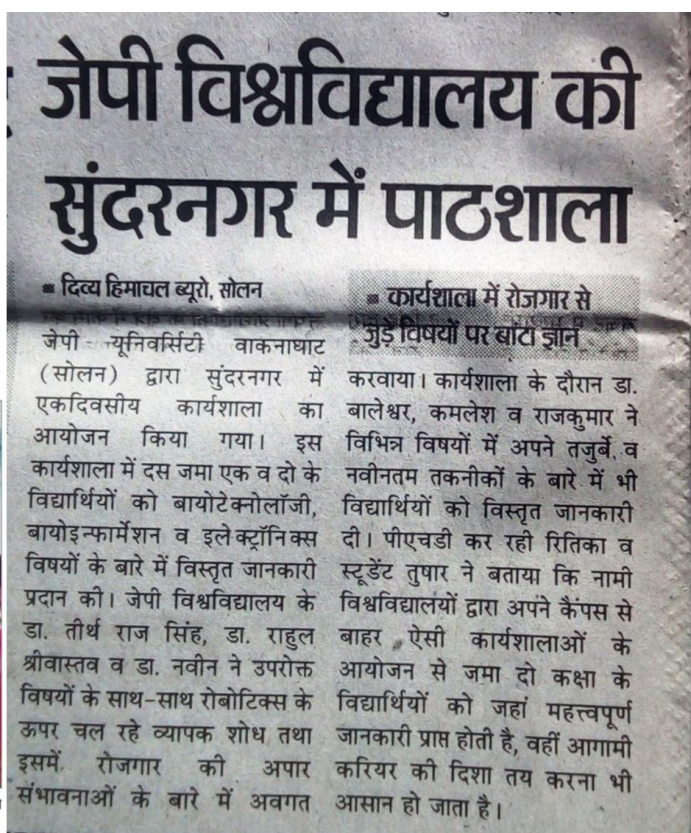 जेपी विश्वविद्यालय की
सुंदरनगर में पाठशाला
▪ दिव्य हिमाचल ब्यूरो, सोलन
जेपी यूनिवर्सिटी वाकनाघाट
(सोलन) द्वारा सुंदरनगर में
एकदिवसीय कार्यशाला का
आयोजन किया गया। इस
कार्यशाला में दस जमा एक व दो के
विद्यार्थियों को बायोटेक्नोलॉजी,
बायोइन्फार्मेशन व इलेक्ट्रॉनिक्स
विषयों के बारे में विस्तृत जानकारी
प्रदान की। जेपी विश्वविद्यालय के
डा. तीर्थ राज सिंह, डा. राहुल
श्रीवास्तव व डा. नवीन ने उपरोक्त
विषयों के साथ-साथ रोबोटिक्स के
ऊपर चल रहे व्यापक शोध तथा
इसमें रोजगार की अपार
संभावनाओं के बारे में अवगत
▪ कार्यशाला में रोजगार से
जुड़े विषयों पर बांटा ज्ञान
करवाया। कार्यशाला के दौरान डा.
बालेश्वर, कमलेश व राजकुमार ने
विभिन्न विषयों में अपने तजुर्बे व
नवीनतम तकनीकों के बारे में भी
विद्यार्थियों को विस्तृत जानकारी
दी। पीएचडी कर रही रितिका व
स्टूडेंट तुषार ने बताया कि नामी
विश्वविद्यालयों द्वारा अपने कैंपस से
बाहर ऐसी कार्यशालाओं के
आयोजन से जमा दो कक्षा के
विद्यार्थियों को जहां महत्त्वपूर्ण
जानकारी प्राप्त होती है, वहीं आगामी
करियर की दिशा तय करना भी
आसान हो जाता है।